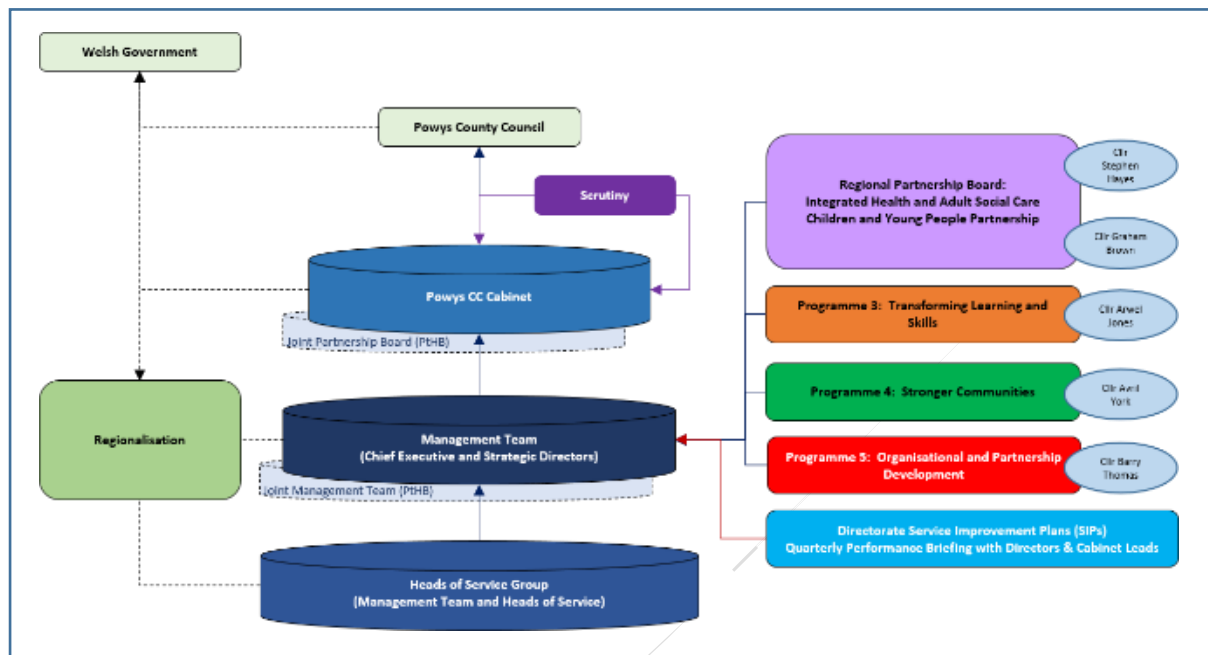 Welsh Government
Powys County Council
Scrutiny
Powys CC Cabinet
Joint Partnership Board (PtHB)
Regionalisation
Management Team
(Chief Executive and Strategic Directors)
Joint Management Team (PtHB)
Heads of Service Group
(Management Team and Heads of Service)
Regional Partnership Board:
Integrated Health and Adult Social Care
Children and Young People Partnership
Cllr
Stephen
Hayes
Cllr Graham
Brown
Programme 3: Transforming Learning and
Skills
Cllr Arwel
Jones
Programme 4: Stronger Communities
Cllr Avril
York
Programme 5: Organisational and Partnership
Development
Cllr Barry
Thomas
Directorate Service Improvement Plans (SIPs)
Quarterly Performance Briefing with Directors & Cabinet Leads